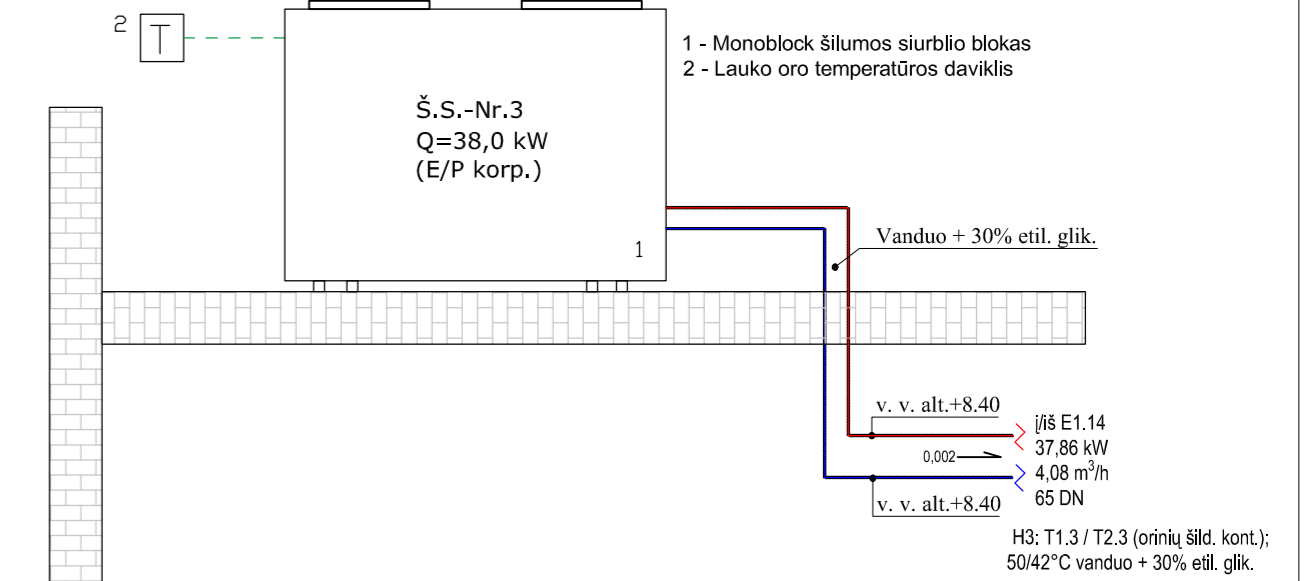 2
T
1 - Monoblock šilumos siurblio blokas
2 - Lauko oro temperatūros daviklis
Š.S.-Nr.3
Q=38,0 kW
(E/P korp.)
1
Vanduo + 30% etil. glik.
v. v. alt.+8.40
į/iš E1.14
37,86 kW
0,002
4,08 m³/h
65 DN
v. v. alt.+8.40
H3: T1.3 / T2.3 (orinių šild. kont.);
50/42°C vanduo + 30% etil. glik.